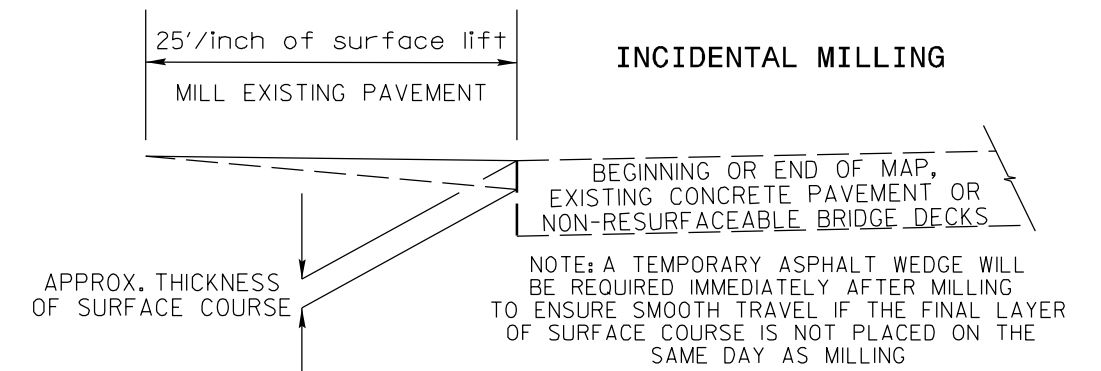 25'/inch of surface lift
INCIDENTAL MILLING
MILL EXISTING PAVEMENT
BEGINNING OR END OF MAP,
EXISTING CONCRETE PAVEMENT OR
NON-RESURFACEABLE BRIDGE DECKS
APPROX. THICKNESS
OF SURFACE COURSE
NOTE: A TEMPORARY ASPHALT WEDGE WILL
BE REQUIRED IMMEDIATELY AFTER MILLING
TO ENSURE SMOOTH TRAVEL IF THE FINAL LAYER
OF SURFACE COURSE IS NOT PLACED ON THE
SAME DAY AS MILLING